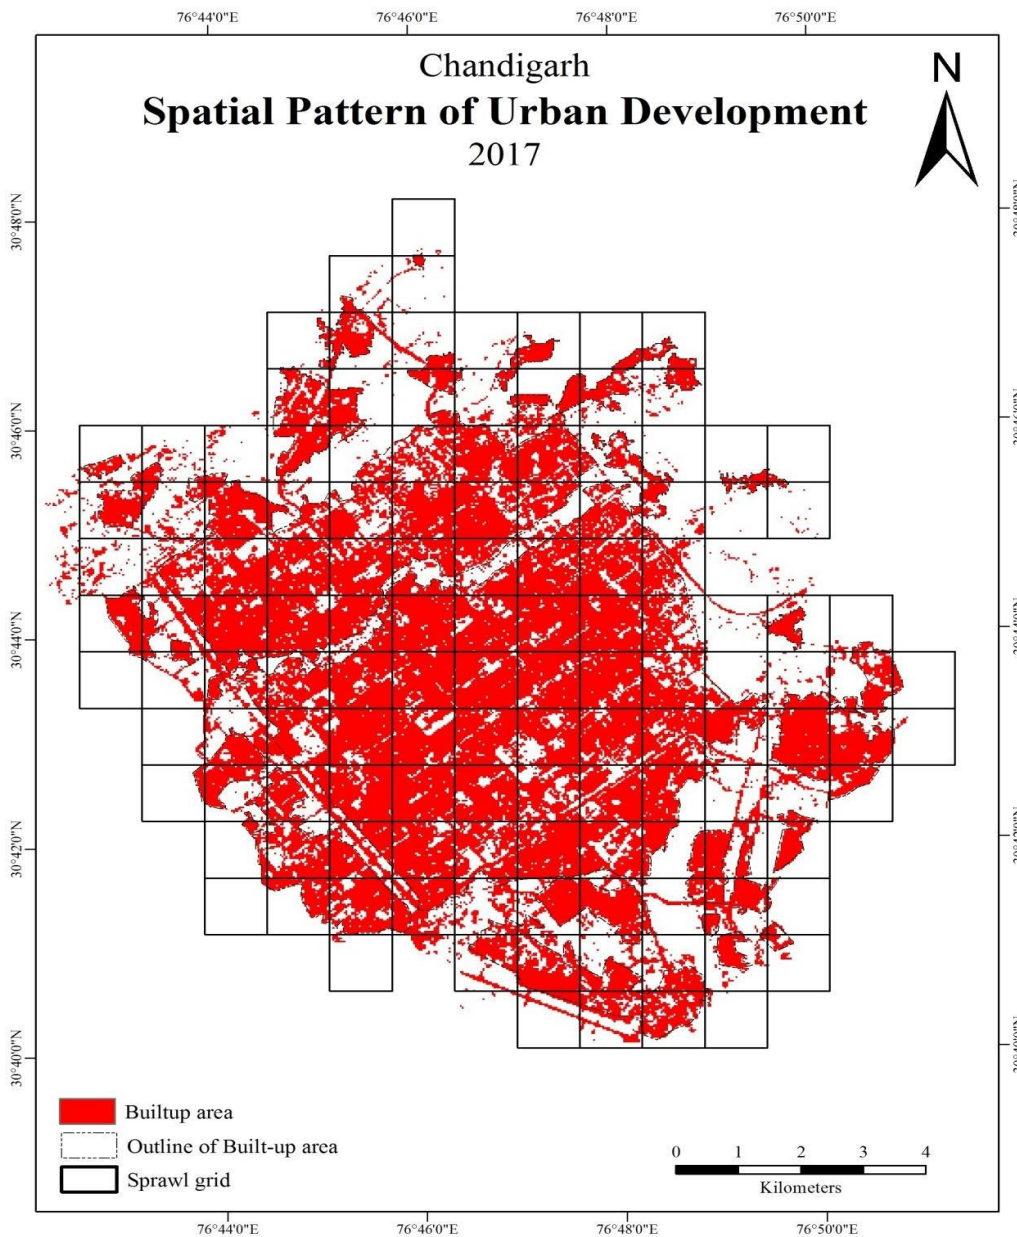 76°44'0"E 76°46'0"E 76°48'0"E 76°50'0"E
Chandigarh
Spatial Pattern of Urban Development
2017
N
30°48'0"N
30°46'0"N
30°44'0"N
30°42'0"N
30°40'0"N
Builtup area
Outline of Built-up area
Sprawl grid
0 1 2 3 4
Kilometers
76°44'0"E 76°46'0"E 76°48'0"E 76°50'0"E